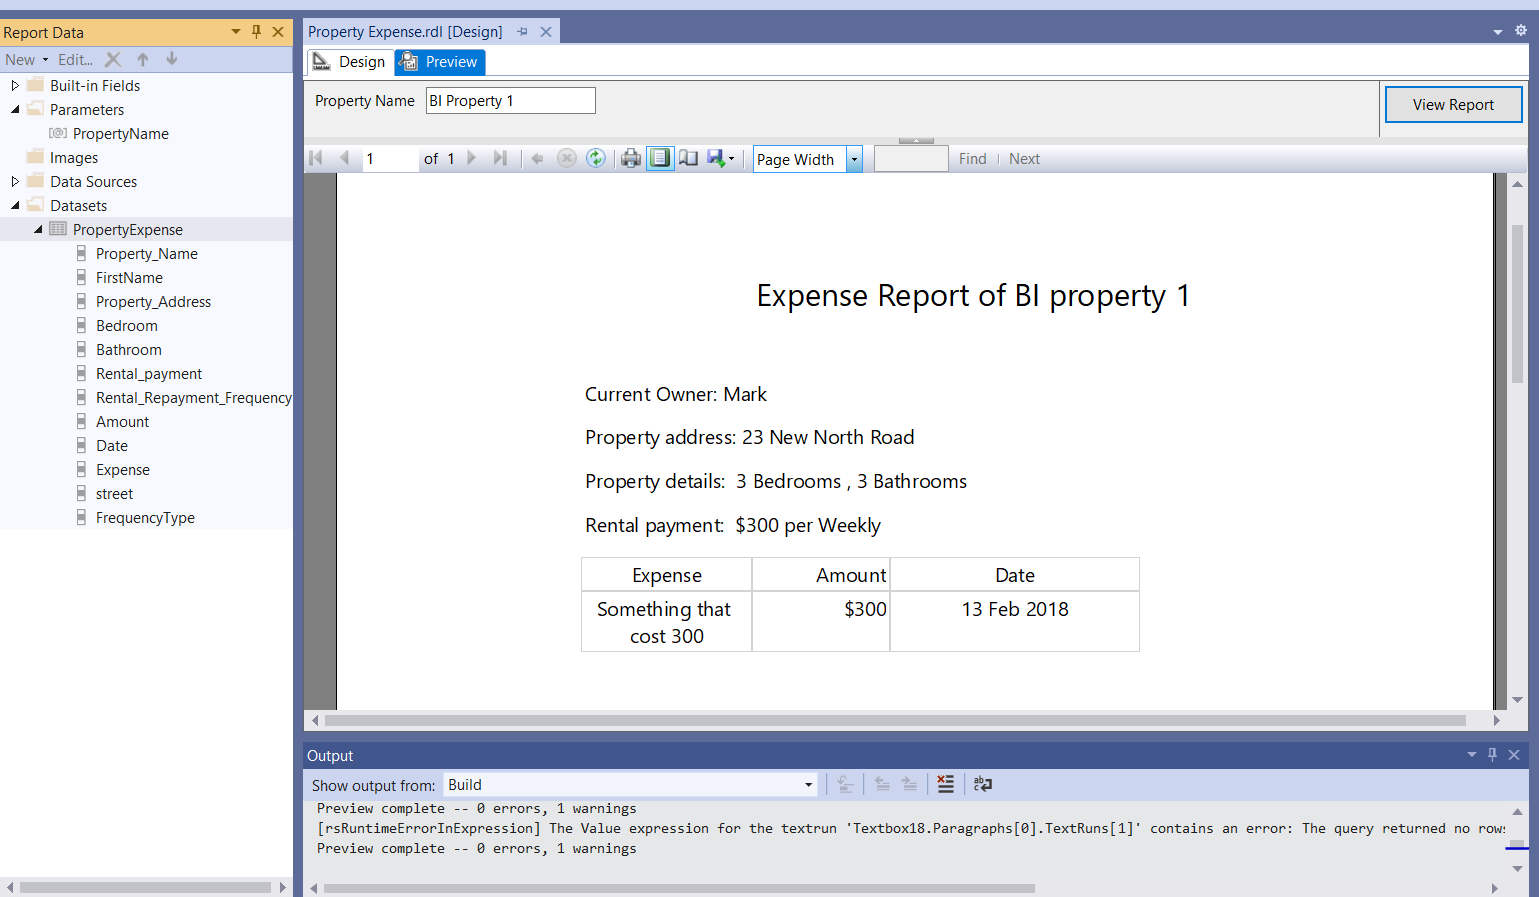 Report Data
New Edit...
Built-in Fields
Parameters
[@] PropertyName
Images
Data Sources
Datasets
PropertyExpense
Property_Name
FirstName
Property_Address
Bedroom
Bathroom
Rental_payment
Rental_Repayment_Frequency
Amount
Date
Expense
street
FrequencyType
Property Expense.rdl [Design]
Design Preview
Property Name BI Property 1 View Report
1 of 1 Page Width Find Next
Expense Report of BI property 1
Current Owner: Mark
Property address: 23 New North Road
Property details: 3 Bedrooms , 3 Bathrooms
Rental payment: $300 per Weekly
Expense Amount Date
Something that $300 13 Feb 2018
cost 300
Output
Show output from: Build
Preview complete -- 0 errors, 1 warnings
[rsRuntimeErrorInExpression] The Value expression for the textrun 'Textbox18.Paragraphs[0].TextRuns[1]' contains an error: The query returned no rows
Preview complete -- 0 errors, 1 warnings